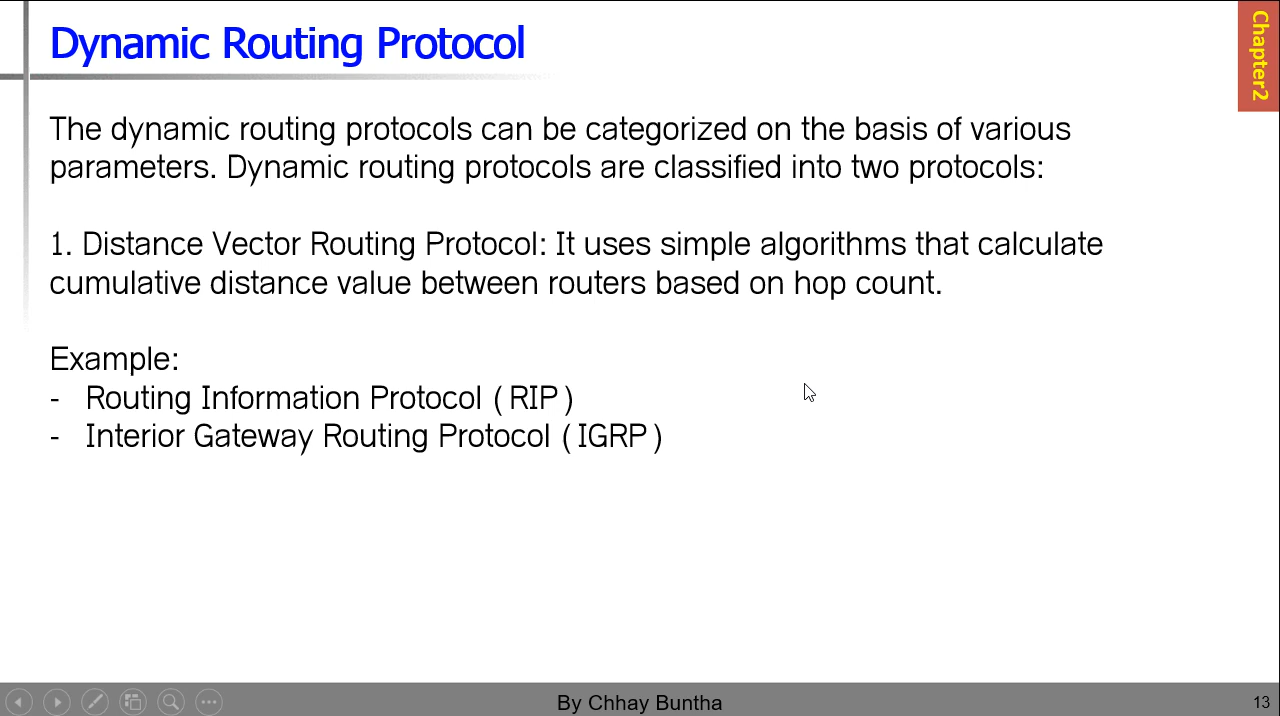 Dynamic Routing Protocol
Chapter2
The dynamic routing protocols can be categorized on the basis of various
parameters. Dynamic routing protocols are classified into two protocols:
1. Distance Vector Routing Protocol: It uses simple algorithms that calculate
cumulative distance value between routers based on hop count.
Example:
- Routing Information Protocol ( RIP )
- Interior Gateway Routing Protocol ( IGRP )
By Chhay Buntha
13